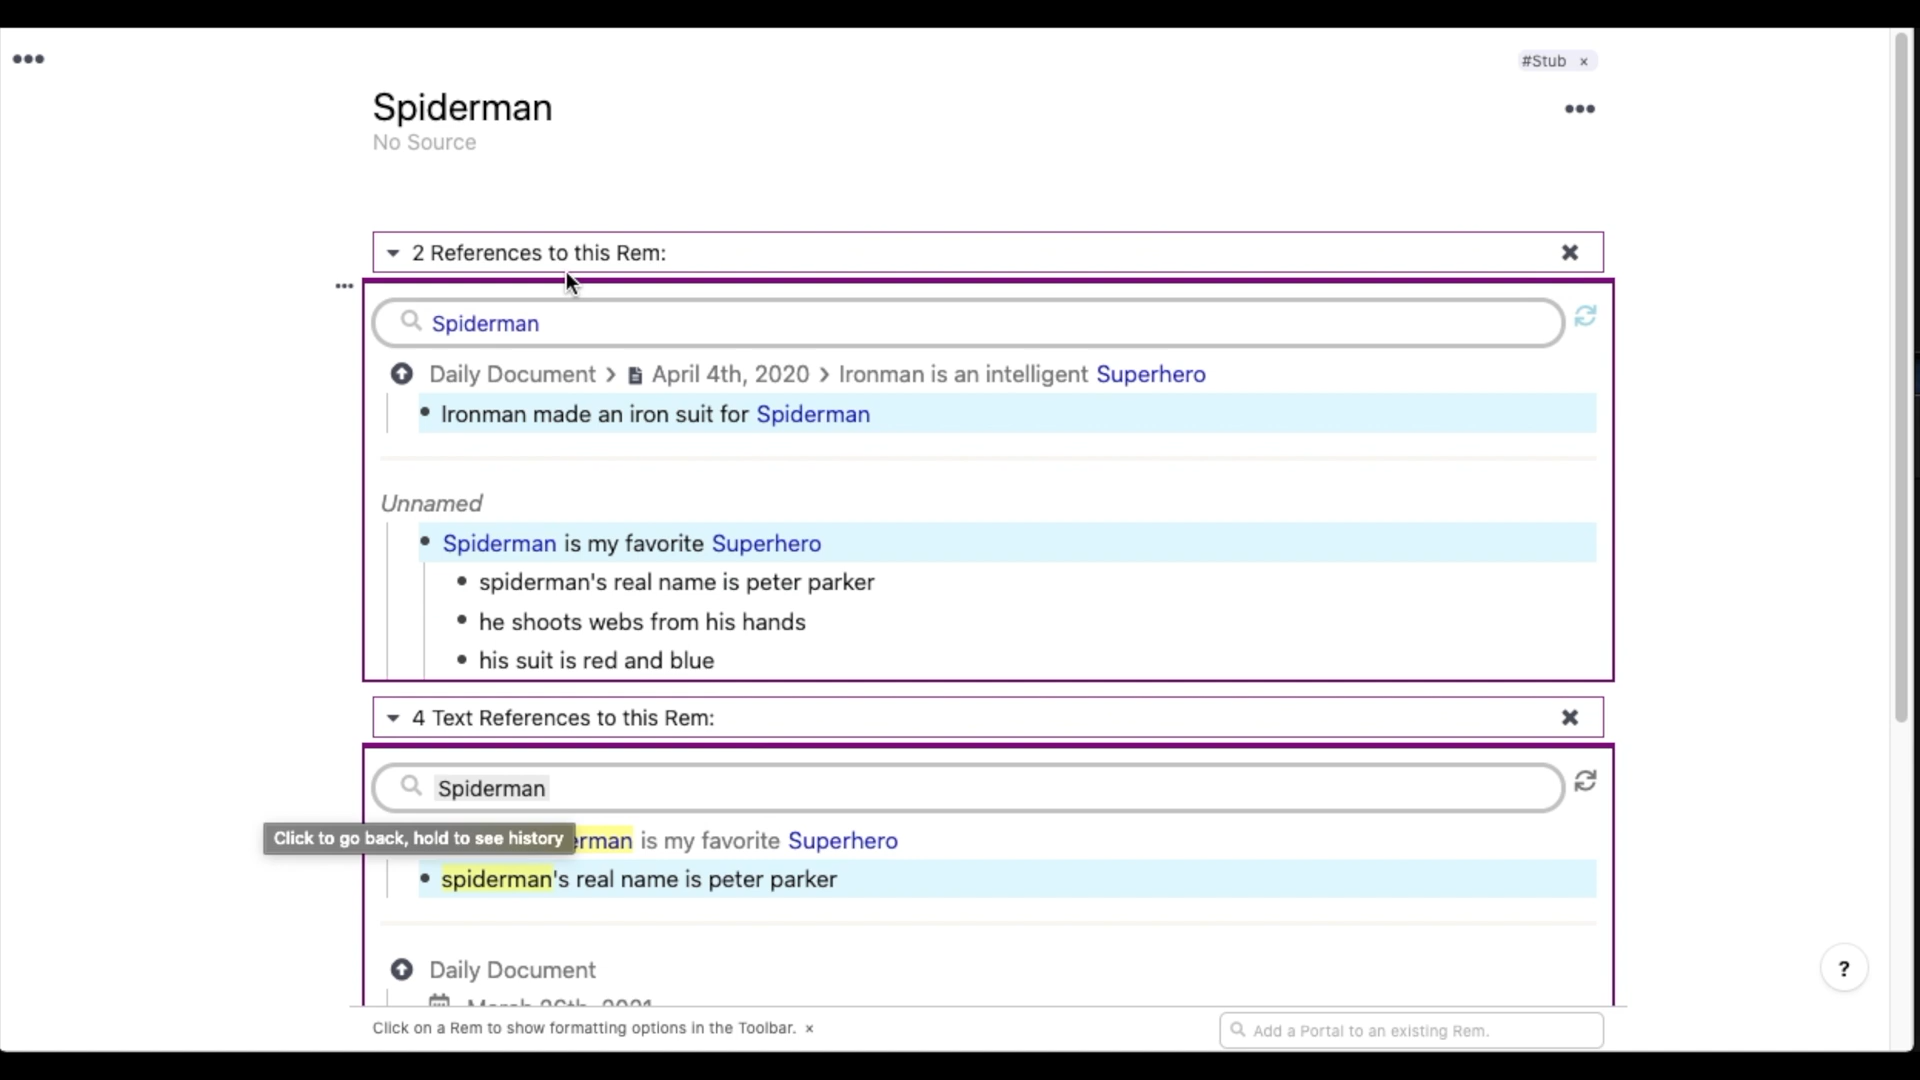 #Stub ×
Spiderman
No Source
2 References to this Rem:
Spiderman
Daily Document > April 4th, 2020 > Ironman is an intelligent Superhero
Ironman made an iron suit for Spiderman
Unnamed
Spiderman is my favorite Superhero
spiderman's real name is peter parker
he shoots webs from his hands
his suit is red and blue
4 Text References to this Rem:
Spiderman
Click to go back, hold to see history
erman is my favorite Superhero
spiderman's real name is peter parker
Daily Document
March 26th, 2021
Click on a Rem to show formatting options in the Toolbar. ×
Add a Portal to an existing Rem.
?